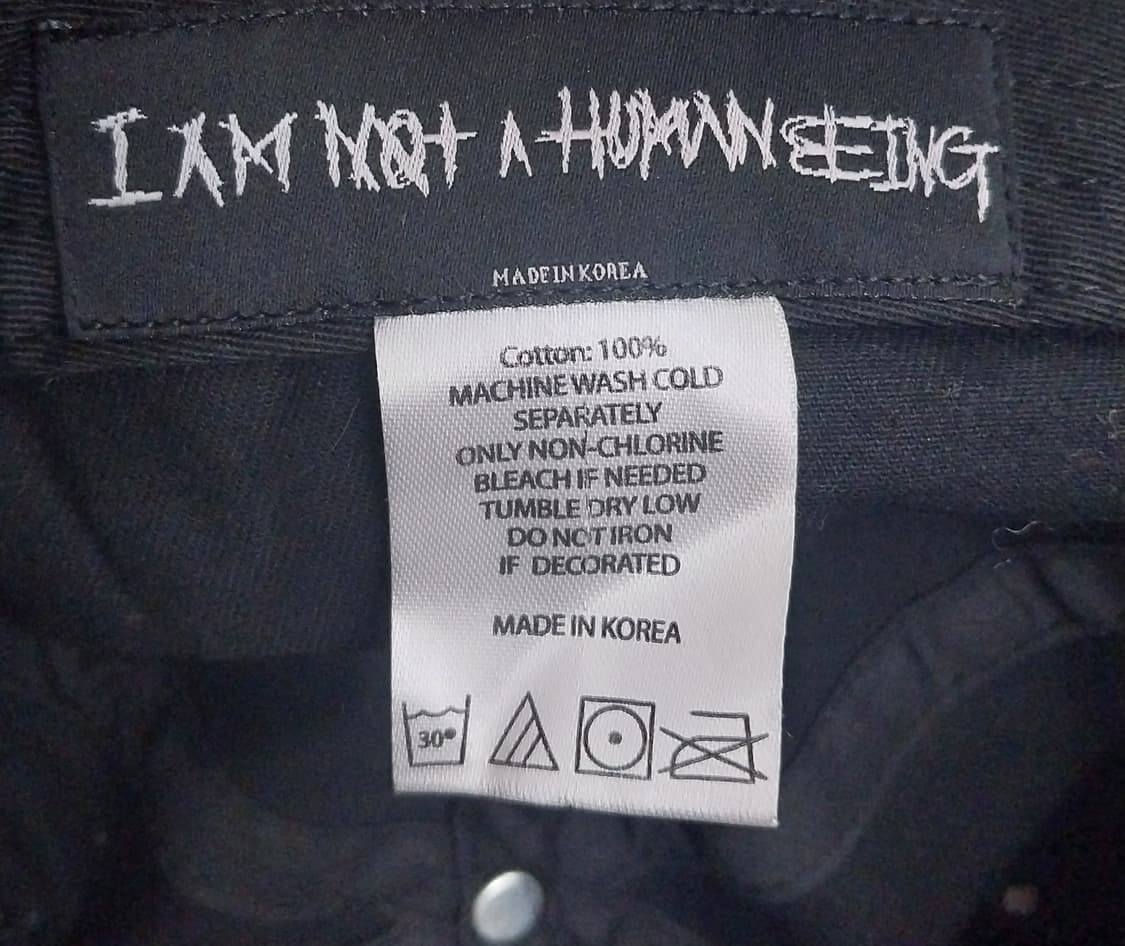 I AM NOT A HUMAN BEING
MADE IN KOREA
Cotton: 100%
MACHINE WASH COLD
SEPARATELY
ONLY NON-CHLORINE
BLEACH IF NEEDED
TUMBLE DRY LOW
DO NOT IRON
IF DECORATED
MADE IN KOREA
30°